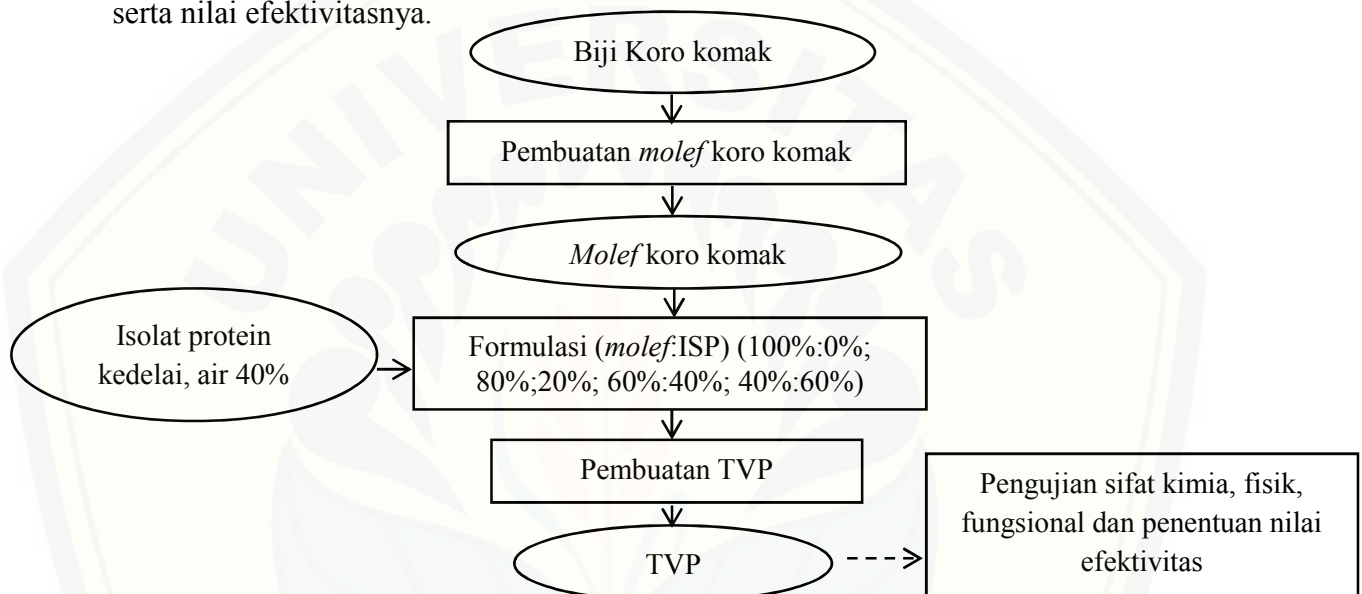 serta nilai efektivitasnya.
Biji Koro komak
Pembuatan molef koro komak
Molef koro komak
Isolat protein
kedelai, air 40%
Formulasi (molef:ISP) (100%:0%;
80%;20%; 60%:40%; 40%:60%)
Pembuatan TVP
TVP
Pengujian sifat kimia, fisik,
fungsional dan penentuan nilai
efektivitas
UNIVERSITAS